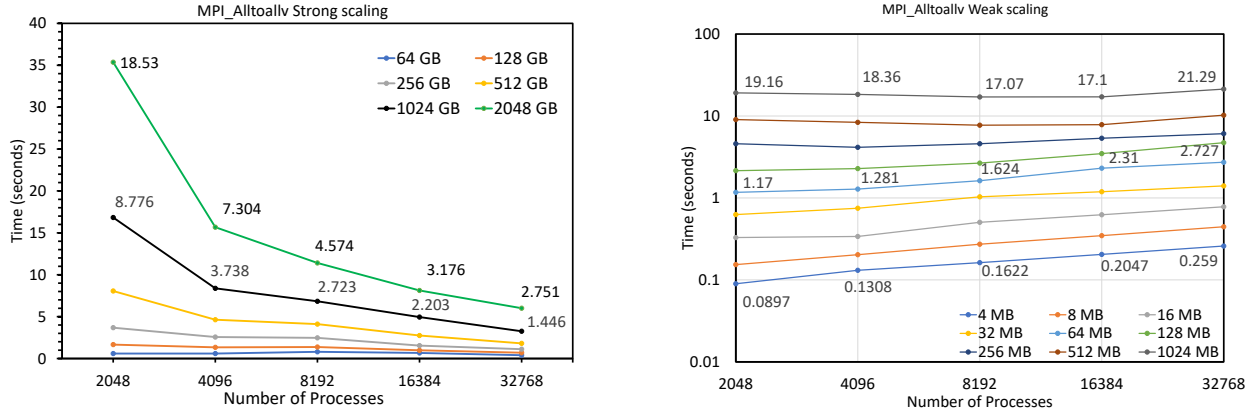 MPI_Alltoallv Strong scaling
40
35
30
25
20
15
10
5
0
Time (seconds)
64 GB 128 GB
256 GB 512 GB
1024 GB 2048 GB
18.53
8.776
7.304
3.738
4.574
2.723
3.176
2.203
2.751
1.446
2048 4096 8192 16384 32768
Number of Processes
MPI_Alltoallv Weak scaling
100
10
1
0.1
0.01
Time (seconds)
19.16 18.36 17.07 17.1 21.29
1.17 1.281 1.624 2.31 2.727
0.0897 0.1308 0.1622 0.2047 0.259
4 MB 8 MB 16 MB
32 MB 64 MB 128 MB
256 MB 512 MB 1024 MB
2048 4096 8192 16384 32768
Number of Processes